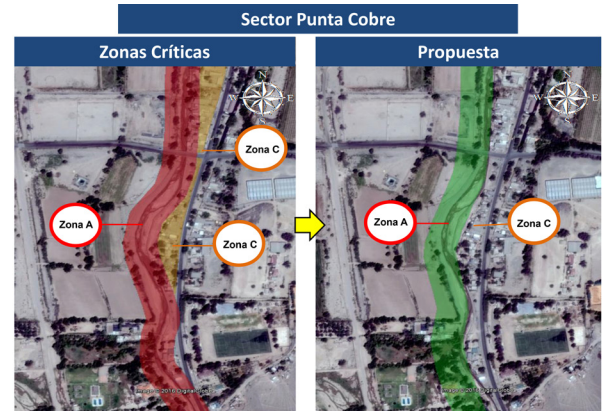 Sector Punta Cobre
Zonas Críticas
Propuesta
N
W
E
S
Zona C
Zona A
Zona C
N
W
E
S
Zona A
Zona C